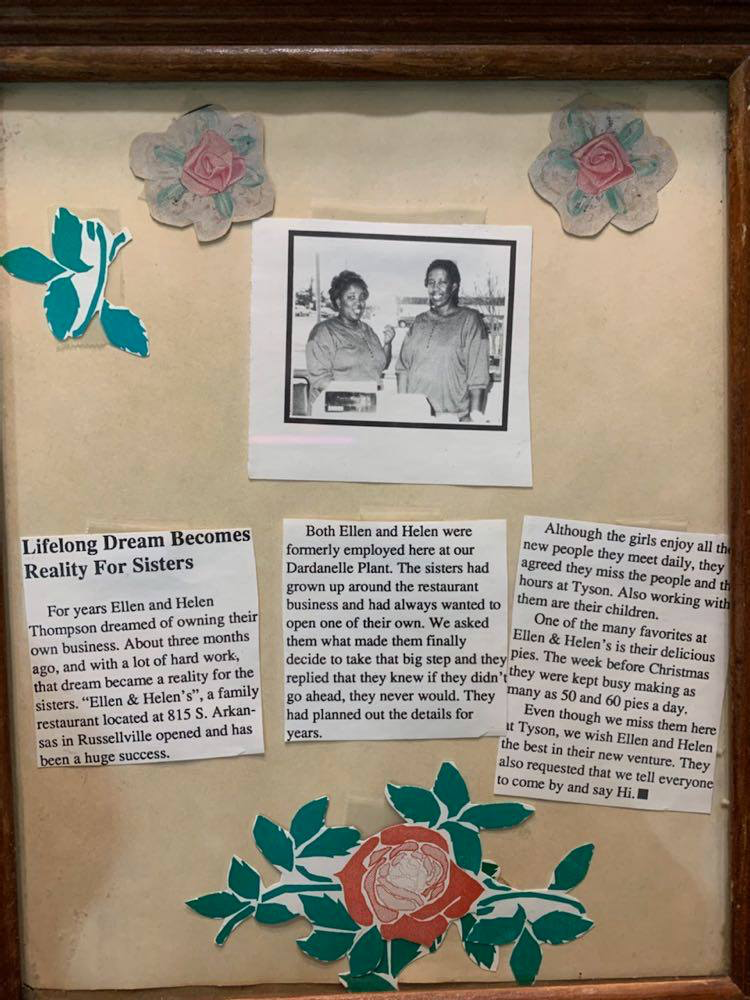 Lifelong Dream Becomes
Reality For Sisters
For years Ellen and Helen
Thompson dreamed of owning their
own business. About three months
ago, and with a lot of hard work,
that dream became a reality for the
sisters. “Ellen & Helen’s”, a family
restaurant located at 815 S. Arkan-
sas in Russellville opened and has
been a huge success.
Both Ellen and Helen were
formerly employed here at our
Dardanelle Plant. The sisters had
grown up around the restaurant
business and had always wanted to
open one of their own. We asked
them what made them finally
decide to take that big step and they
replied that they knew if they didn’t
go ahead, they never would. They
had planned out the details for
years.
Although the girls enjoy all the
new people they meet daily, they
agreed they miss the people and
hours at Tyson. Also working with
them are their children.
One of the many favorites at
Ellen & Helen’s is their delicious
pies. The week before Christmas
they were kept busy making as
many as 50 and 60 pies a day.
Even though we miss them here
at Tyson, we wish Ellen and Helen
the best in their new venture. They
also requested that we tell everyone
to come by and say Hi.